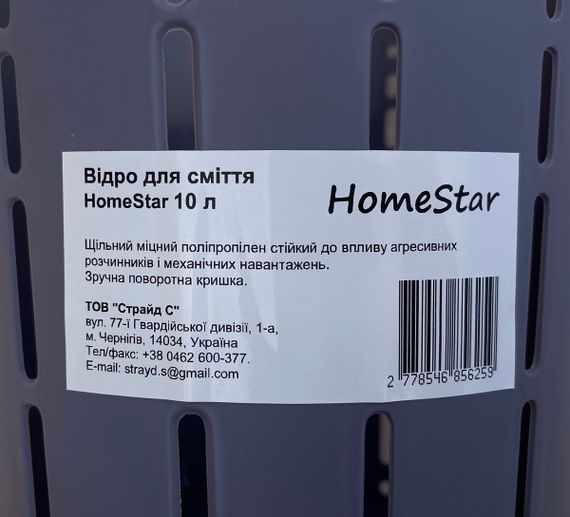 Відро для сміття
HomeStar 10 л
HomeStar
Щільний міцний поліпропілен стійкий до впливу агресивних
розчинників і механічних навантажень.
Зручна поворотна кришка.
ТОВ "Страйд С"
вул. 77-ї Гвардійської дивізії, 1-а,
м. Чернігів, 14034, Україна
Тел/факс: +38 0462 600-377.
E-mail: strayd.s@gmail.com
2 778546 856259